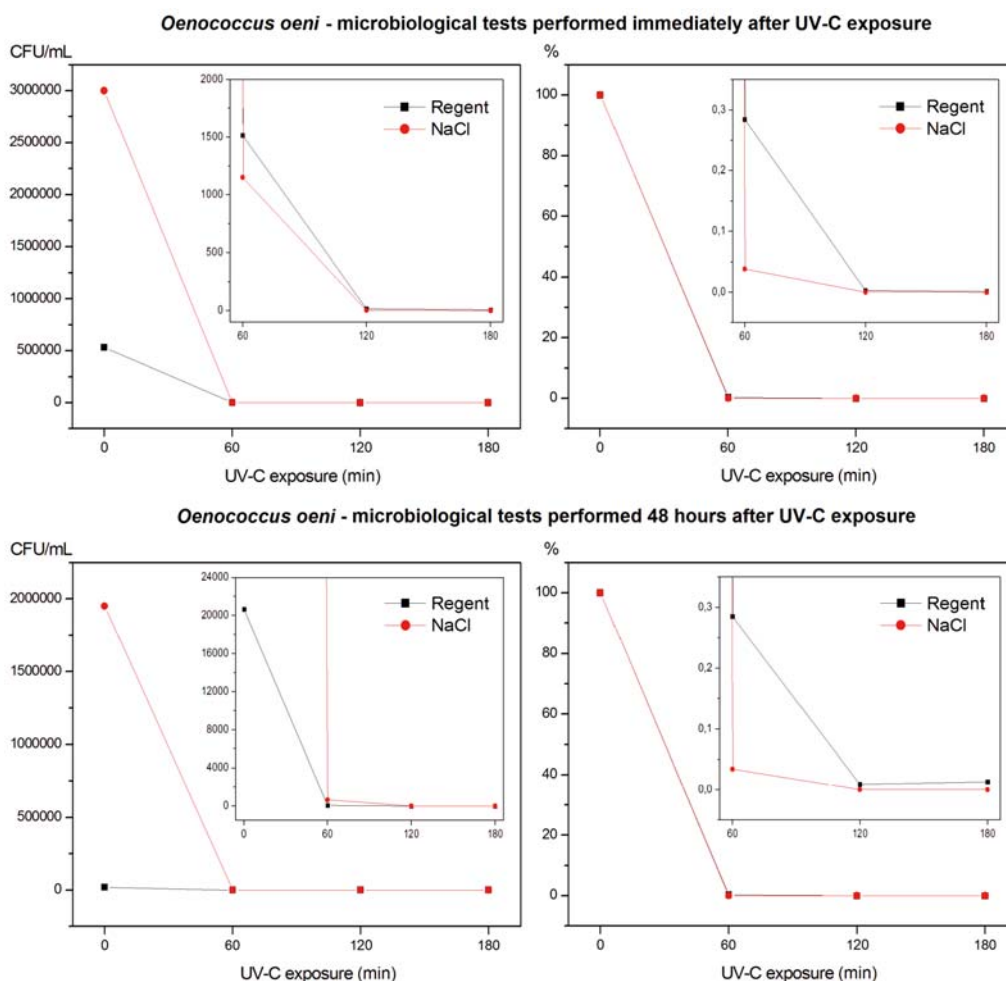 Oenococcus oeni - microbiological tests performed immediately after UV-C exposure
CFU/mL
3000000
2500000
2000000
1500000
1000000
500000
0
0 60 120 180
UV-C exposure (min)
2000
1500
1000
500
0
60 120 180
Regent
NaCl
%
100
80
60
40
20
0
0 60 120 180
UV-C exposure (min)
0,3
0,2
0,1
0,0
60 120 180
Regent
NaCl
Oenococcus oeni - microbiological tests performed 48 hours after UV-C exposure
CFU/mL
2000000
1500000
1000000
500000
0
0 60 120 180
UV-C exposure (min)
24000
20000
16000
12000
8000
4000
0
0 60 120 180
Regent
NaCl
%
100
80
60
40
20
0
0 60 120 180
UV-C exposure (min)
0,3
0,2
0,1
0,0
60 120 180
Regent
NaCl